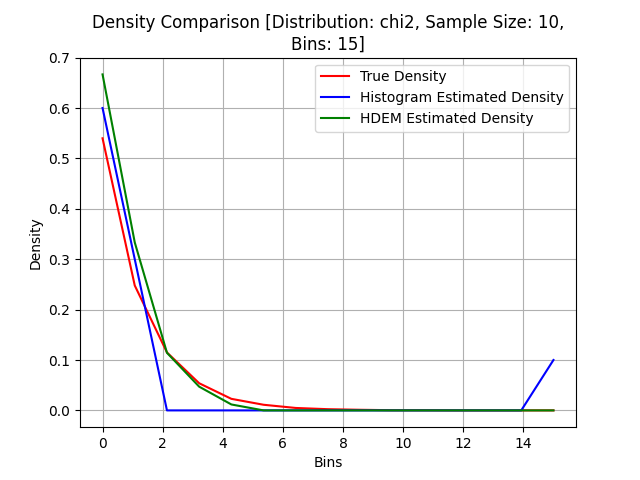 Density Comparison [Distribution: chi2, Sample Size: 10,
Bins: 15]
True Density
Histogram Estimated Density
HDEM Estimated Density
Density
0.7
0.6
0.5
0.4
0.3
0.2
0.1
0.0
0 2 4 6 8 10 12 14
Bins